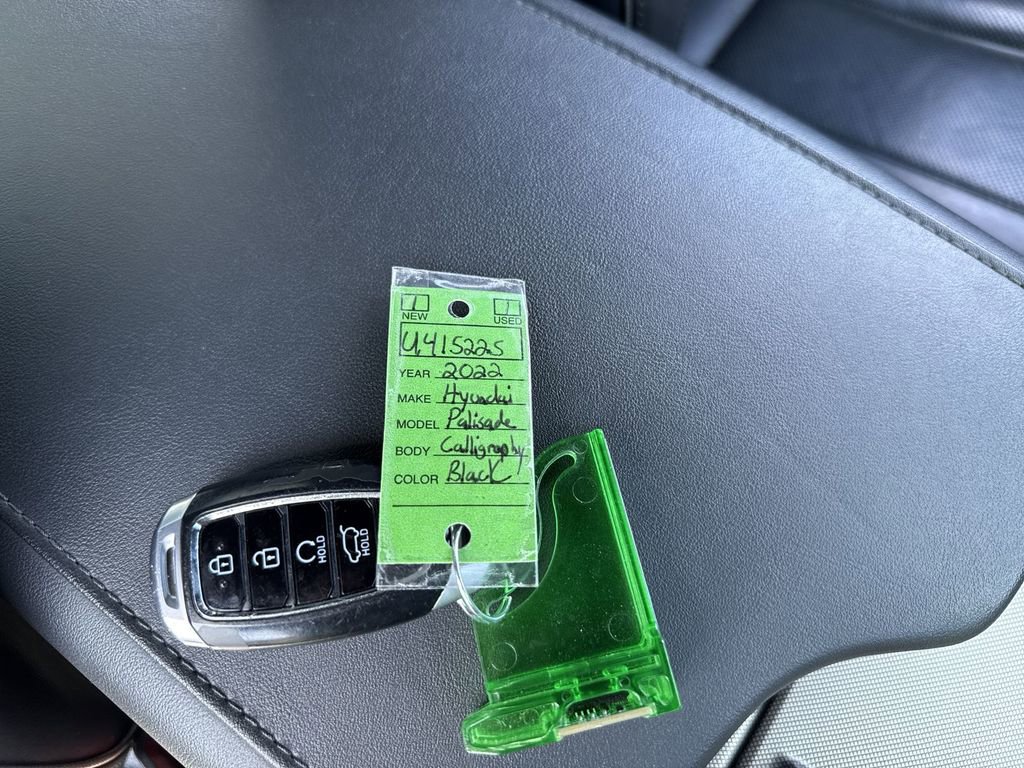 NEW USED
U415225
YEAR 2022
MAKE Hyundai
MODEL Palisade
BODY Calligraphy
COLOR Black
HOLD
HOLD